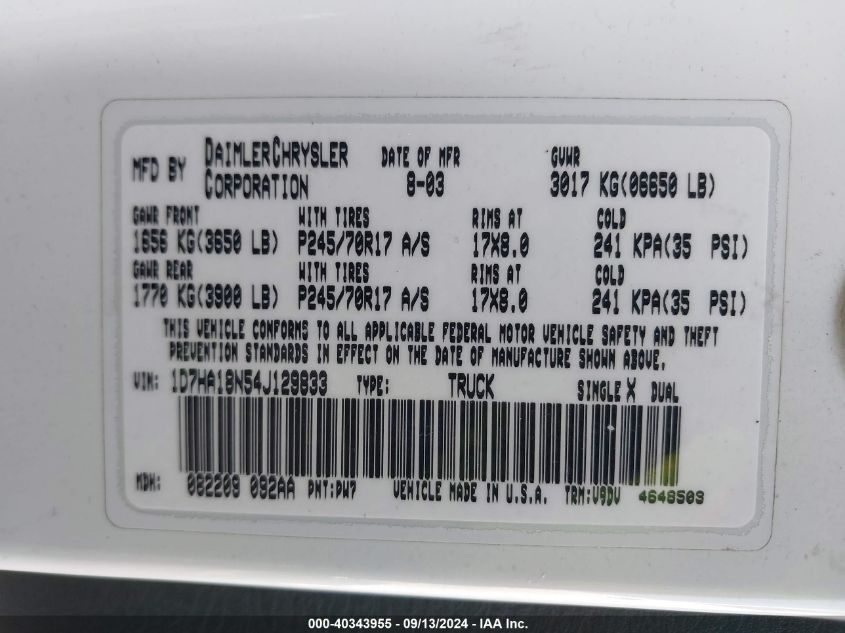 MFD BY DAIMLERCHRYSLER CORPORATION DATE OF MFR 8-03 GVWR 3017 KG(06650 LB)
GAWR FRONT WITH TIRES RIMS AT COLD
1656 KG(3650 LB) P245/70R17 A/S 17X8.0 241 KPA(35 PSI)
GAWR REAR WITH TIRES RIMS AT COLD
1770 KG(3900 LB) P245/70R17 A/S 17X8.0 241 KPA(35 PSI)
THIS VEHICLE CONFORMS TO ALL APPLICABLE FEDERAL MOTOR VEHICLE SAFETY AND THEFT
PREVENTION STANDARDS IN EFFECT ON THE DATE OF MANUFACTURE SHOWN ABOVE.
VIN: 1D7HA18N54J129833 TYPE: TRUCK SINGLE X DUAL
MDH: 082209 092AA PNT:PW7 VEHICLE MADE IN U.S.A. TRM:V9DV 4648509
000-40343955 - 09/13/2024 - IAA Inc.